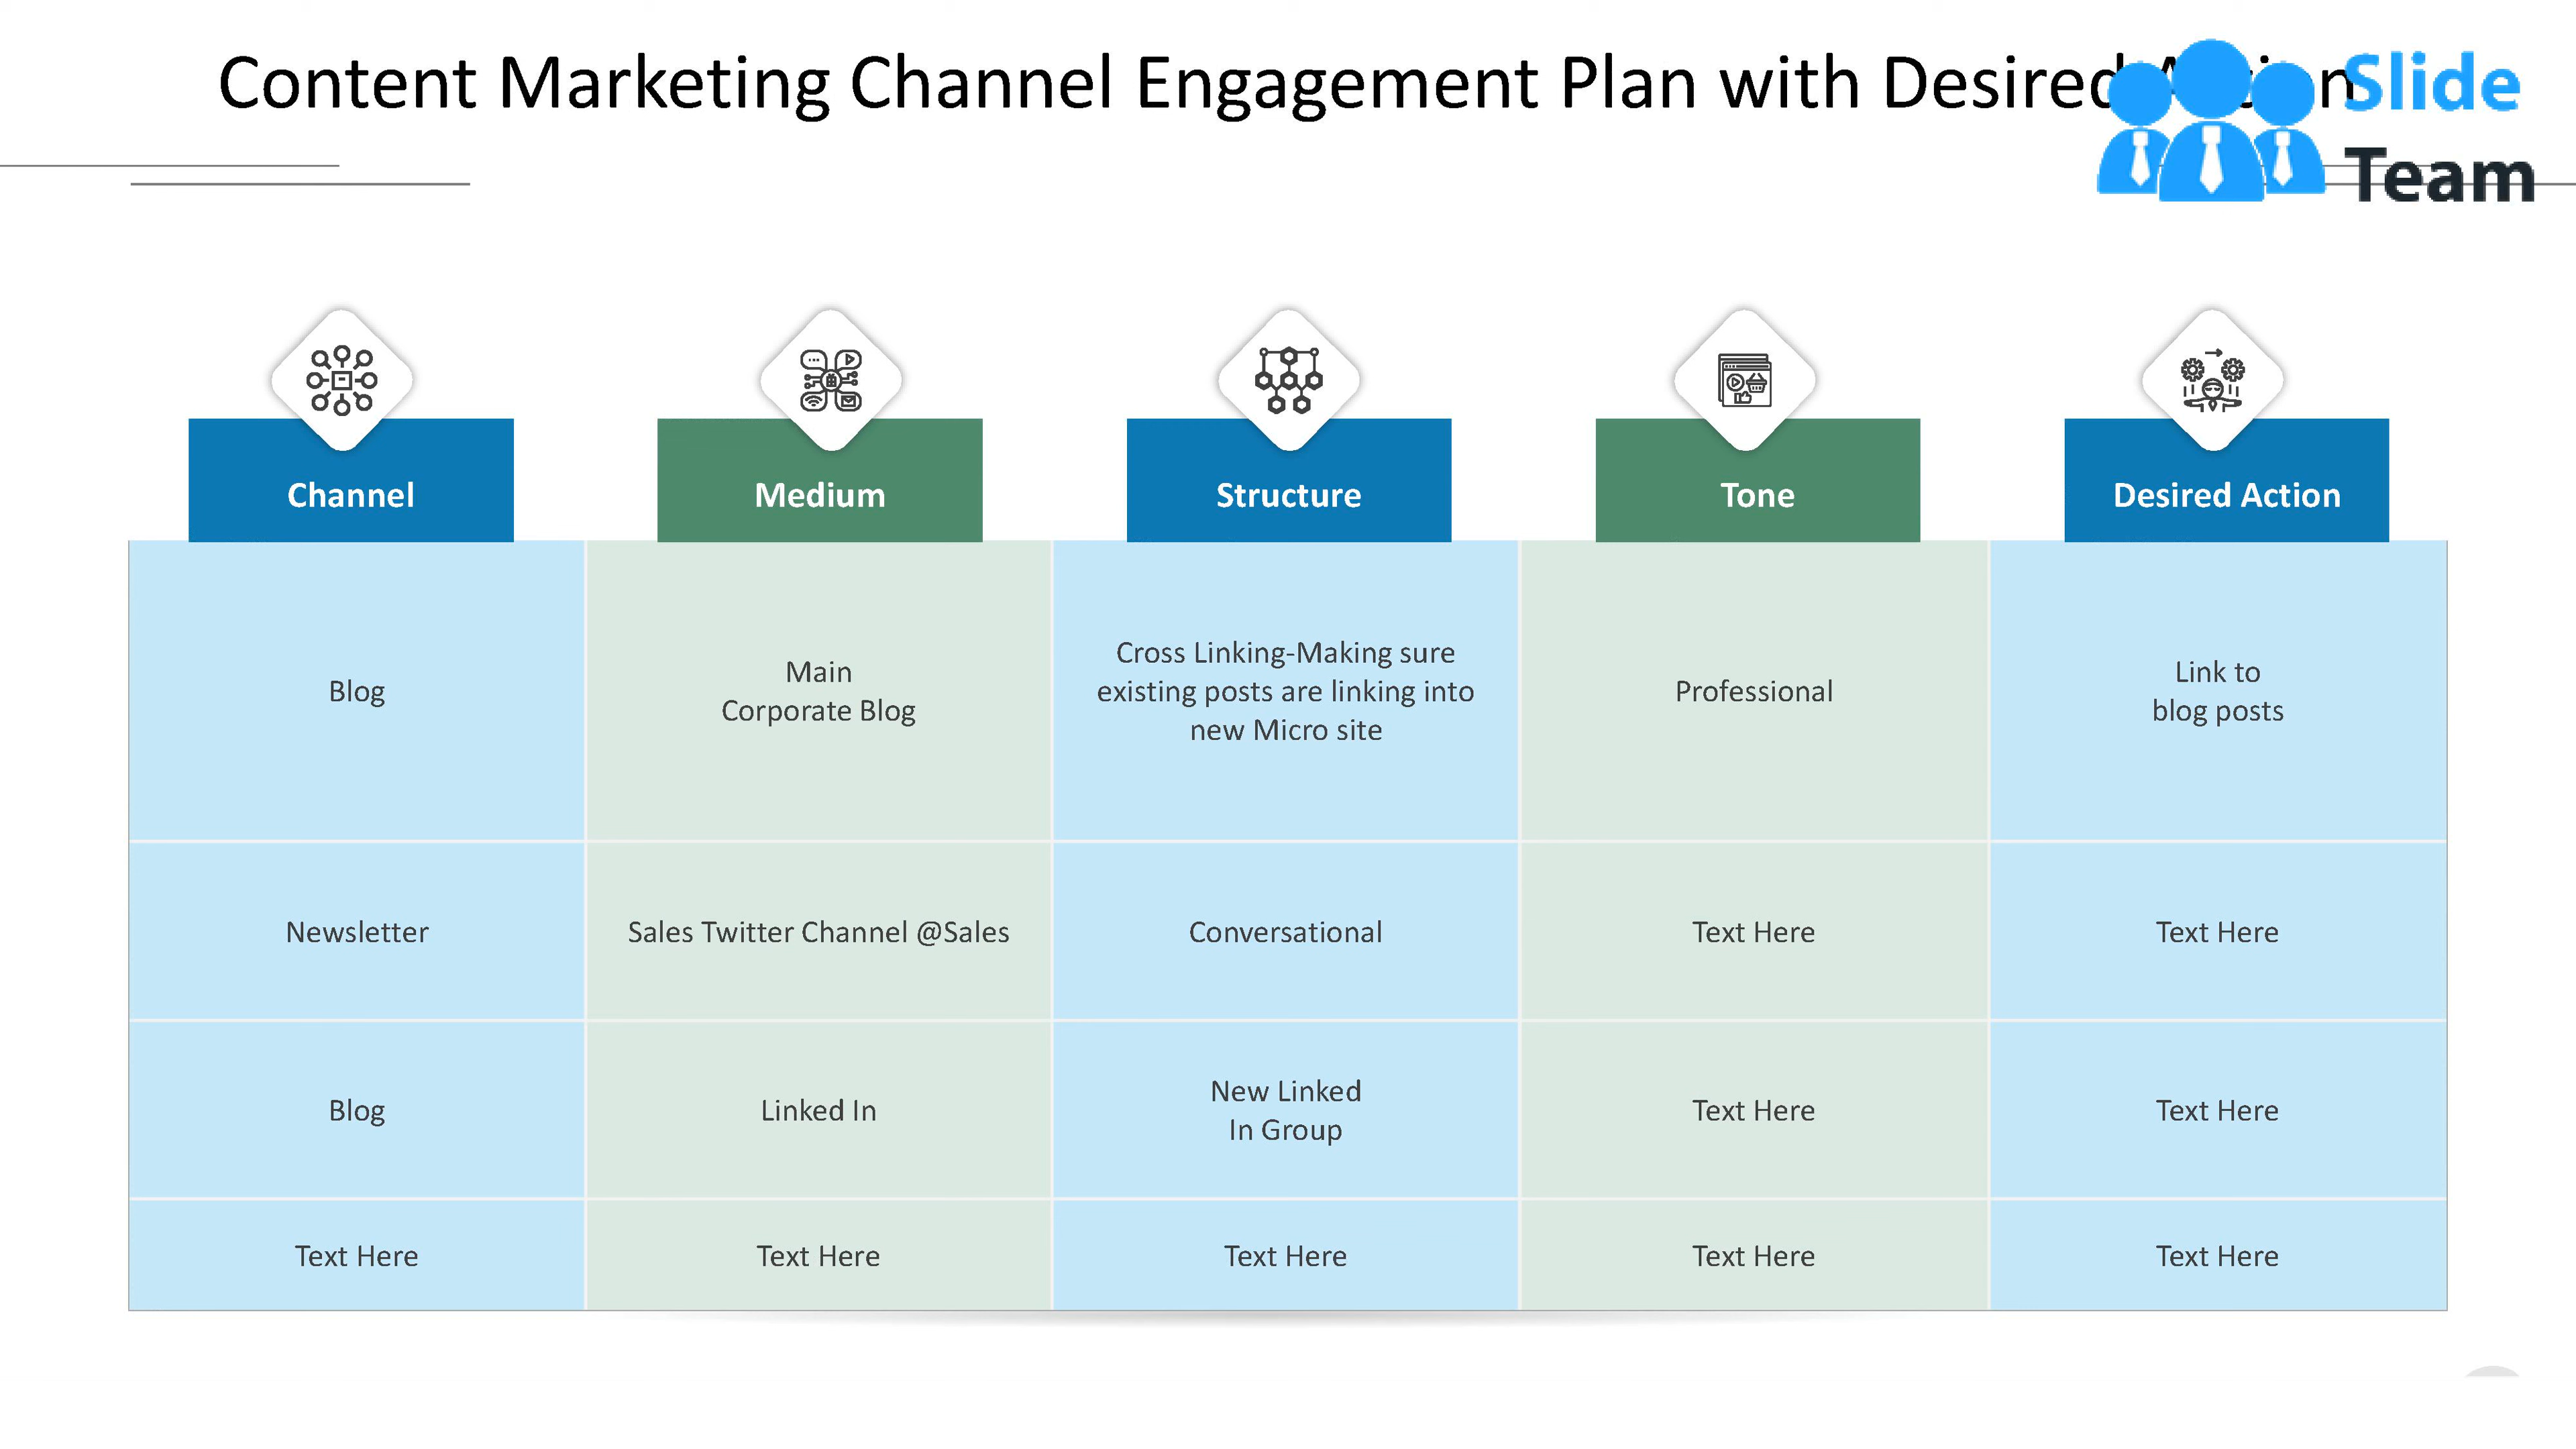 Content Marketing Channel Engagement Plan with Desired
Slide
Team
Channel
Medium
Structure
Tone
Desired Action
Blog
Main
Corporate Blog
Cross Linking-Making sure
existing posts are linking into
new Micro site
Professional
Link to
blog posts
Newsletter
Sales Twitter Channel @Sales
Conversational
Text Here
Text Here
Blog
Linked In
New Linked
In Group
Text Here
Text Here
Text Here
Text Here
Text Here
Text Here
Text Here